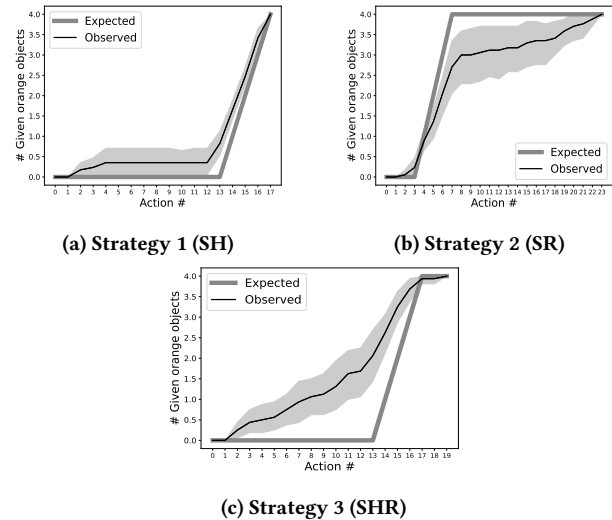 # Given orange objects
4.0
3.5
3.0
2.5
2.0
1.5
1.0
0.5
0.0
Expected
Observed
0 1 2 3 4 5 6 7 8 9 10 11 12 13 14 15 16 17
Action #
(a) Strategy 1 (SH)
# Given orange objects
4.0
3.5
3.0
2.5
2.0
1.5
1.0
0.5
0.0
Expected
Observed
0 1 2 3 4 5 6 7 8 9 10 11 12 13 14 15 16 17 18 19 20 21 22 23
Action #
(b) Strategy 2 (SR)
# Given orange objects
4.0
3.5
3.0
2.5
2.0
1.5
1.0
0.5
0.0
Expected
Observed
0 1 2 3 4 5 6 7 8 9 10 11 12 13 14 15 16 17 18 19
Action #
(c) Strategy 3 (SHR)